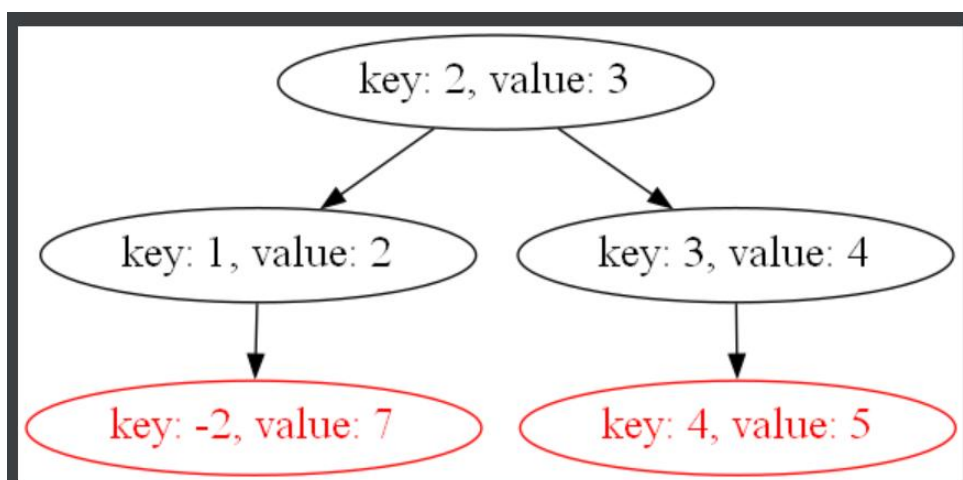 key: 2, value: 3
key: 1, value: 2
key: 3, value: 4
key: -2, value: 7
key: 4, value: 5